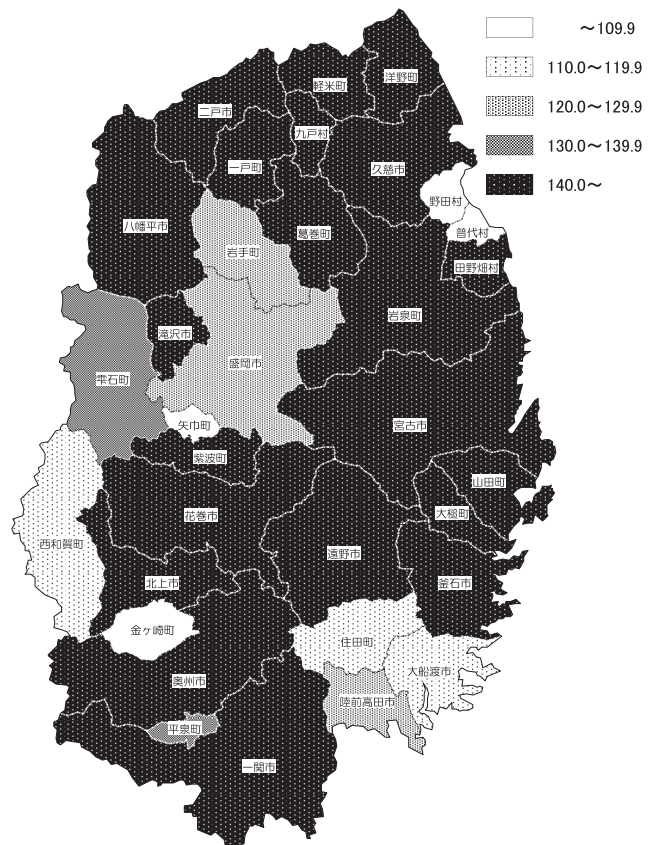 ～109.9
110.0～119.9
120.0～129.9
130.0～139.9
140.0～
洋野町
軽米町
二戸市
九戸村
一戸町
久慈市
野田村
八幡平市
葛巻町
普代村
岩手町
田野畑村
岩泉町
滝沢市
盛岡市
雫石町
矢巾町
宮古市
紫波町
山田町
花巻市
大槌町
西和賀町
遠野市
北上市
釜石市
金ヶ崎町
住田町
大船渡市
奥州市
陸前高田市
平泉町
一関市